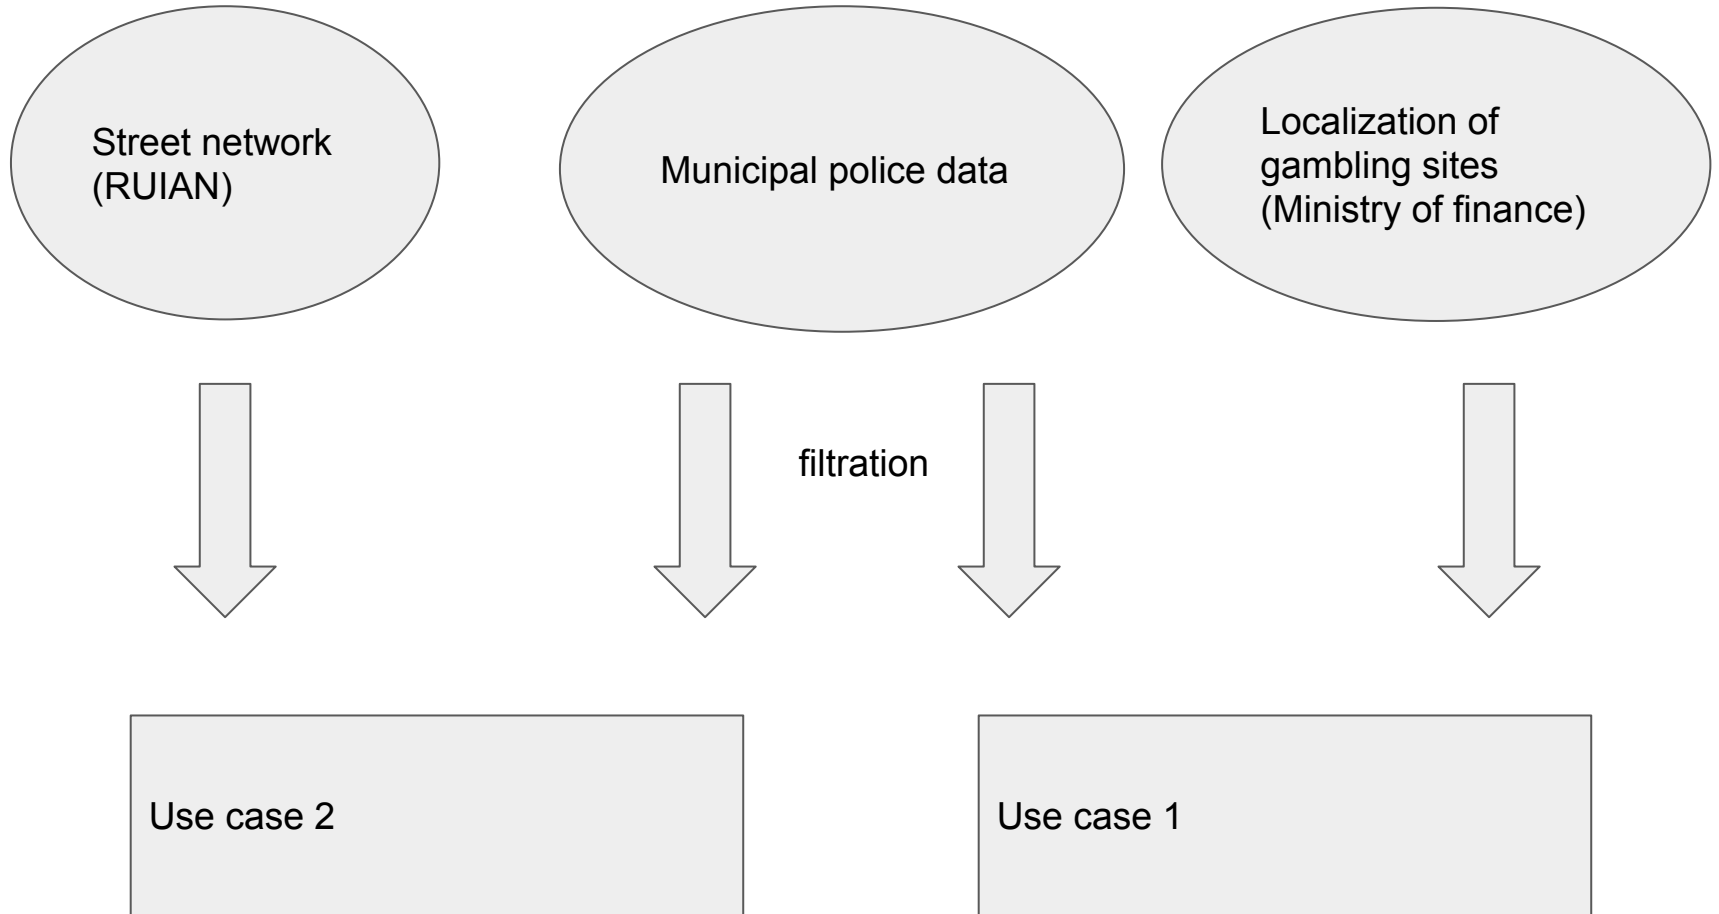 Street network
(RUIAN)
Municipal police data
Localization of
gambling sites
(Ministry of finance)
filtration
Use case 2
Use case 1